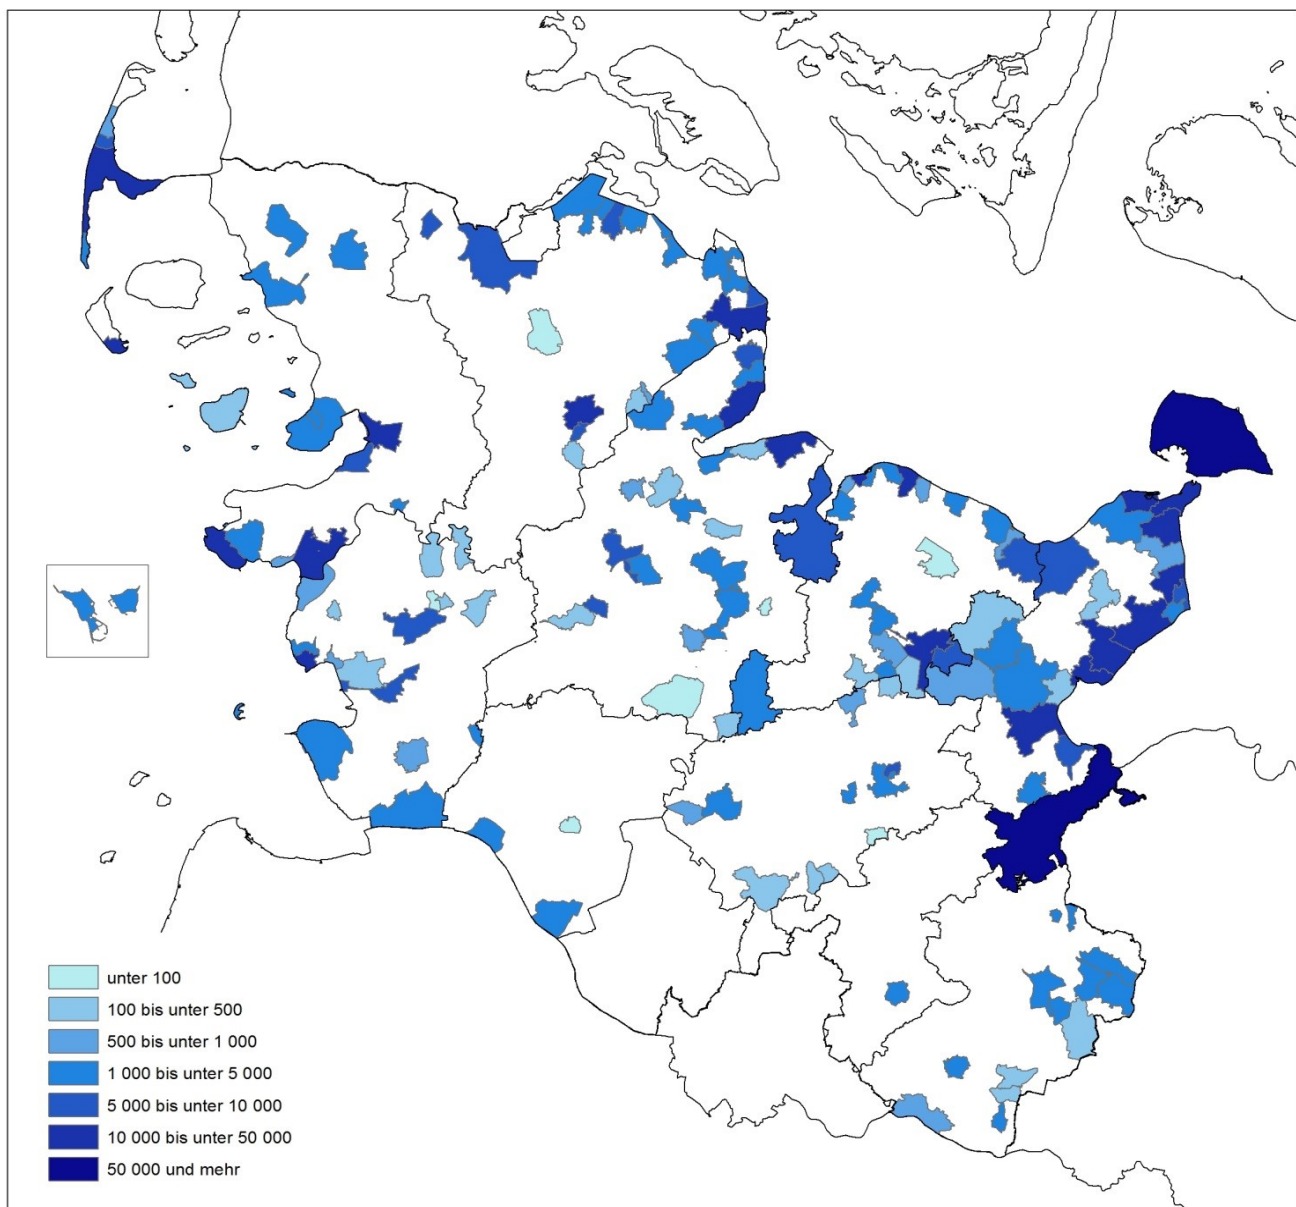 unter 100
100 bis unter 500
500 bis unter 1 000
1 000 bis unter 5 000
5 000 bis unter 10 000
10 000 bis unter 50 000
50 000 und mehr